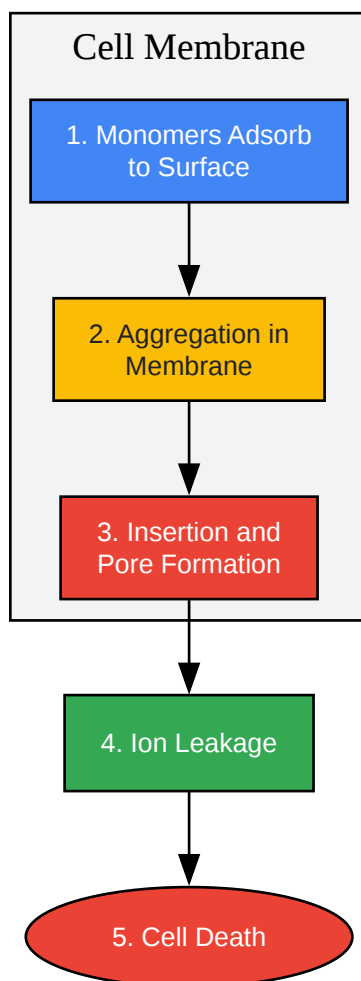 Cell Membrane
1. Monomers Adsorb
to Surface
2. Aggregation in
Membrane
3. Insertion and
Pore Formation
4. Ion Leakage
5. Cell Death